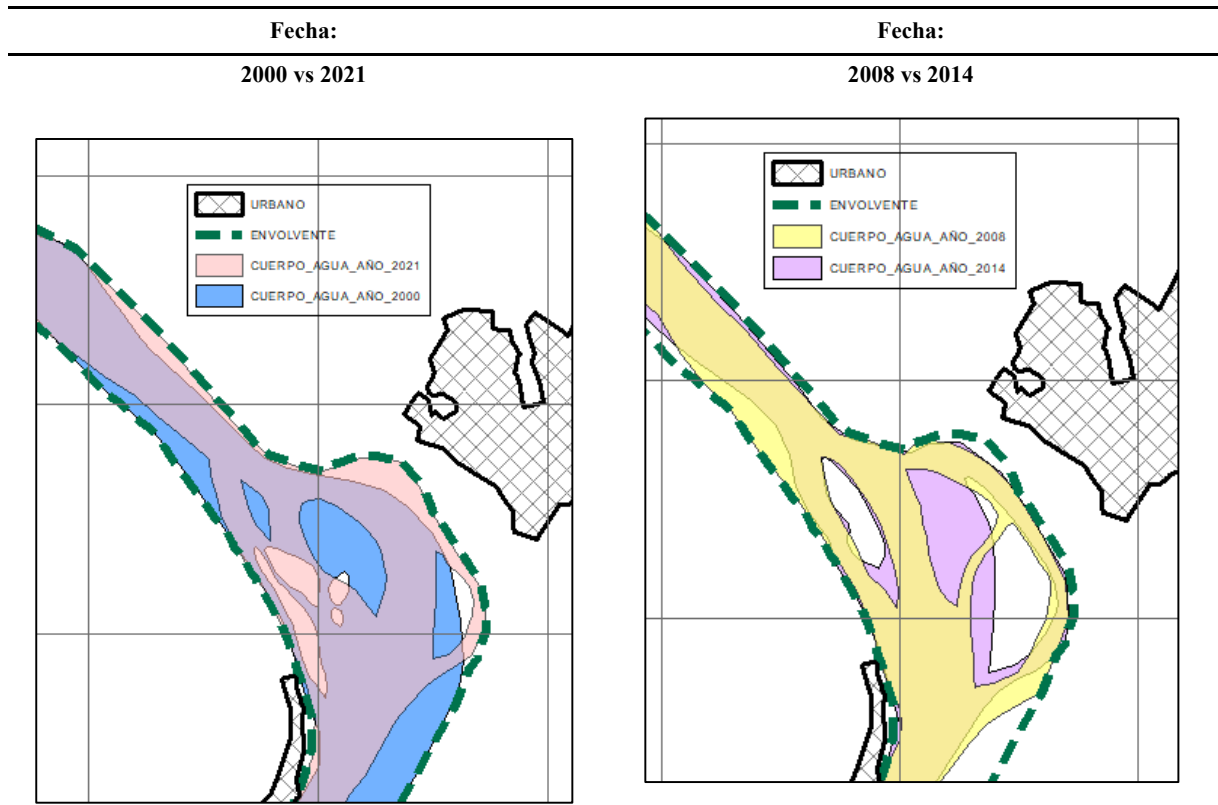 Fecha:
Fecha:
2000 vs 2021
2008 vs 2014
URBANO
ENVOLVENTE
CUERPO_AGUA_AÑO_2021
CUERPO_AGUA_AÑO_2000
URBANO
ENVOLVENTE
CUERPO_AGUA_AÑO_2008
CUERPO_AGUA_AÑO_2014